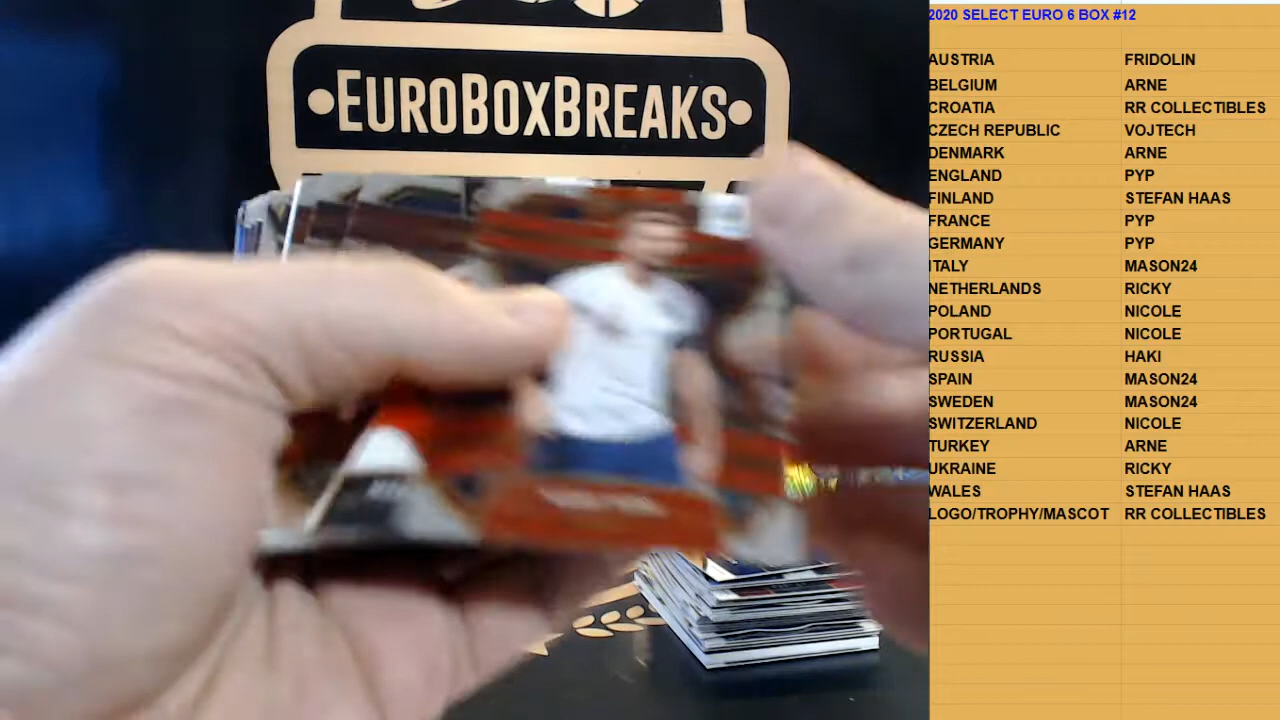 •EUROBOXBREAKS•
2020 SELECT EURO 6 BOX #12
AUSTRIA FRIDOLIN
BELGIUM ARNE
CROATIA RR COLLECTIBLES
CZECH REPUBLIC VOJTECH
DENMARK ARNE
ENGLAND PYP
FINLAND STEFAN HAAS
FRANCE PYP
GERMANY PYP
ITALY MASON24
NETHERLANDS RICKY
POLAND NICOLE
PORTUGAL NICOLE
RUSSIA HAKI
SPAIN MASON24
SWEDEN MASON24
SWITZERLAND NICOLE
TURKEY ARNE
UKRAINE RICKY
WALES STEFAN HAAS
LOGO/TROPHY/MASCOT RR COLLECTIBLES